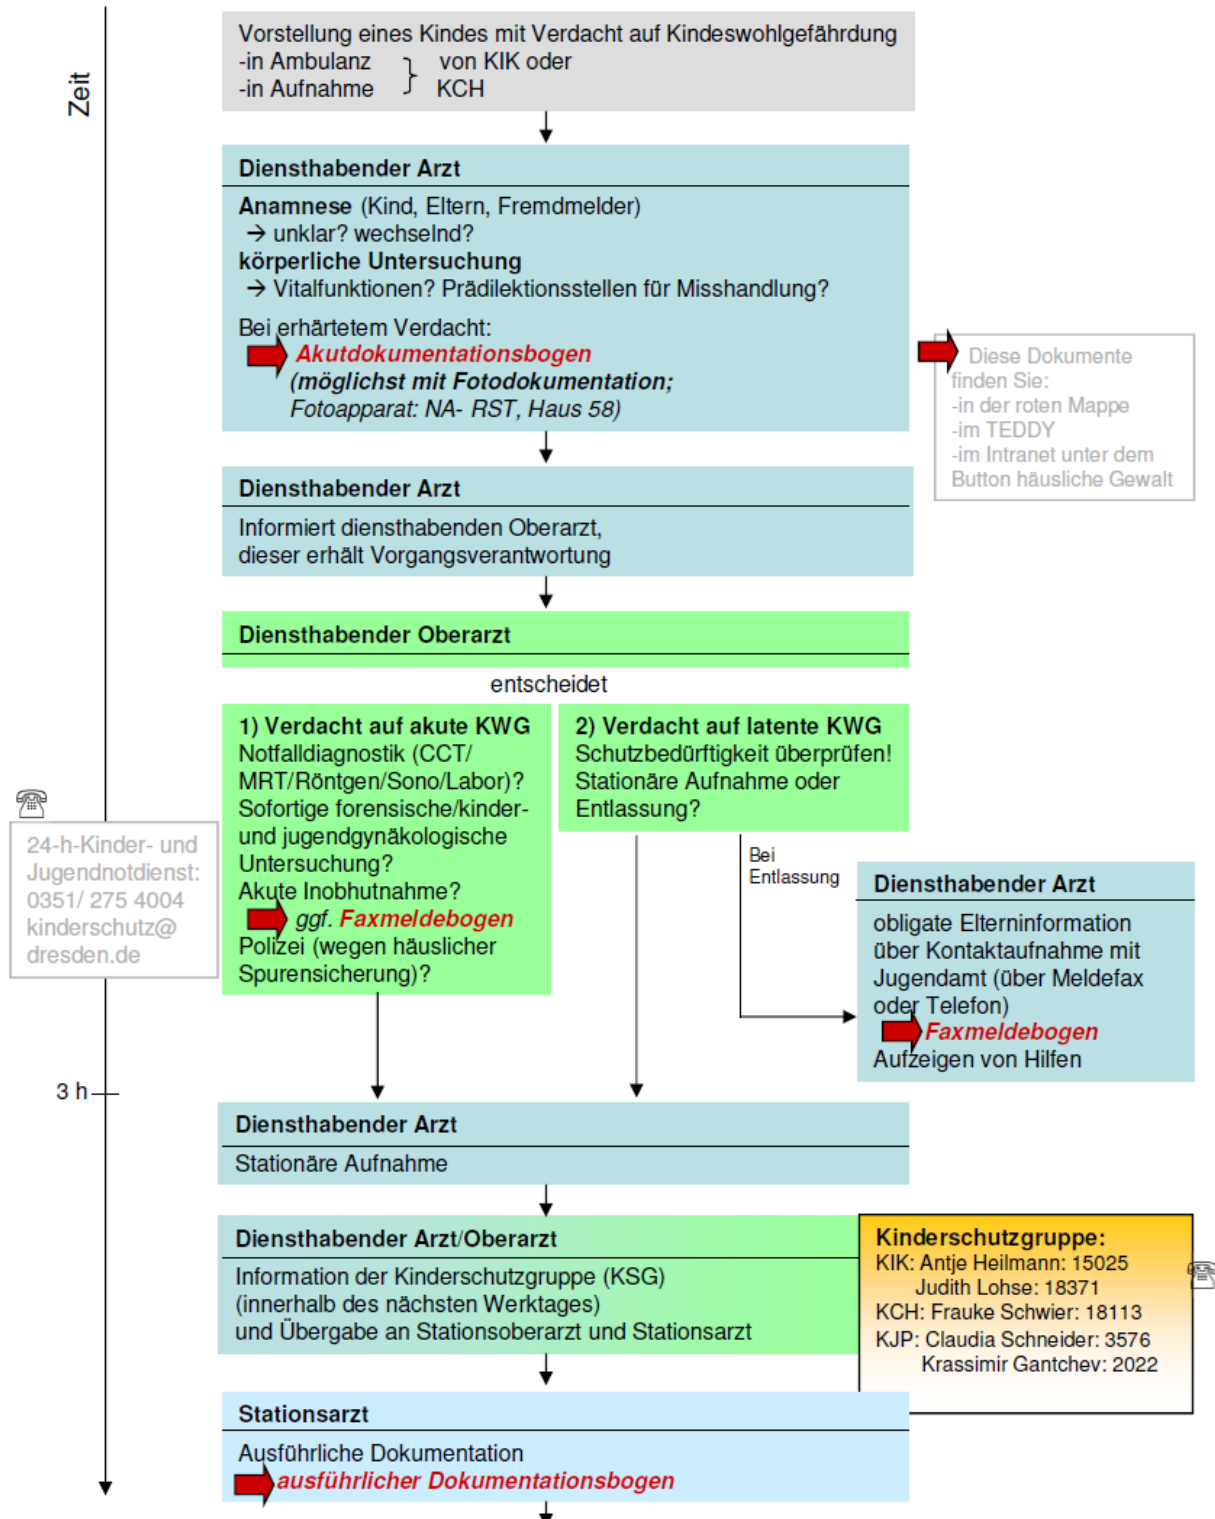 Zeit
Vorstellung eines Kindes mit Verdacht auf Kindeswohlgefährdung
-in Ambulanz } von KIK oder
-in Aufnahme } KCH
Diensthabender Arzt
Anamnese (Kind, Eltern, Fremdmelder)
→ unklar? wechselnd?
körperliche Untersuchung
→ Vitalfunktionen? Prädilektionsstellen für Misshandlung?
Bei erhärtetem Verdacht:
Akutdokumentationsbogen
(möglichst mit Fotodokumentation;
Fotoapparat: NA- RST, Haus 58)
Diese Dokumente
finden Sie:
-in der roten Mappe
-im TEDDY
-im Intranet unter dem
Button häusliche Gewalt
Diensthabender Arzt
Informiert diensthabenden Oberarzt,
dieser erhält Vorgangsverantwortung
Diensthabender Oberarzt
entscheidet
1) Verdacht auf akute KWG
Notfalldiagnostik (CCT/
MRT/Röntgen/Sono/Labor)?
Sofortige forensische/kinder-
und jugendgynäkologische
Untersuchung?
Akute Inobhutnahme?
ggf. Faxmeldebogen
Polizei (wegen häuslicher
Spurensicherung)?
2) Verdacht auf latente KWG
Schutzbedürftigkeit überprüfen!
Stationäre Aufnahme oder
Entlassung?
24-h-Kinder- und
Jugendnotdienst:
0351/ 275 4004
kinderschutz@
dresden.de
Bei
Entlassung
Diensthabender Arzt
obligate Elterninformation
über Kontaktaufnahme mit
Jugendamt (über Meldefax
oder Telefon)
Faxmeldebogen
Aufzeigen von Hilfen
3 h
Diensthabender Arzt
Stationäre Aufnahme
Diensthabender Arzt/Oberarzt
Information der Kinderschutzgruppe (KSG)
(innerhalb des nächsten Werktages)
und Übergabe an Stationsoberarzt und Stationsarzt
Kinderschutzgruppe:
KIK: Antje Heilmann: 15025
Judith Lohse: 18371
KCH: Frauke Schwier: 18113
KJP: Claudia Schneider: 3576
Krassimir Gantchev: 2022
Stationsarzt
Ausführliche Dokumentation
ausführlicher Dokumentationsbogen